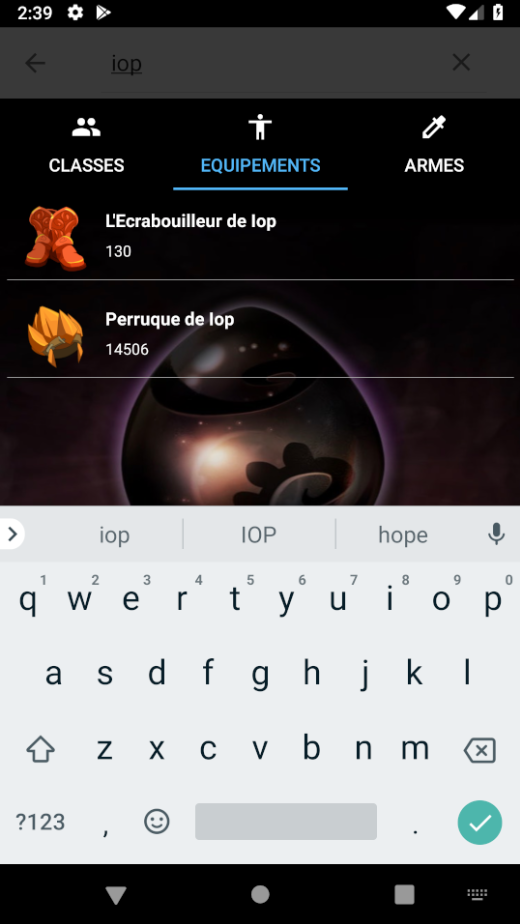 2:39
iop
CLASSES EQUIPEMENTS ARMES
L'Ecrabouilleur de Iop
130
Perruque de Iop
14506
iop IOP hope
1 2 3 4 5 6 7 8 9 0
q w e r t y u i o p
a s d f g h j k l
z x c v b n m
?123 , .